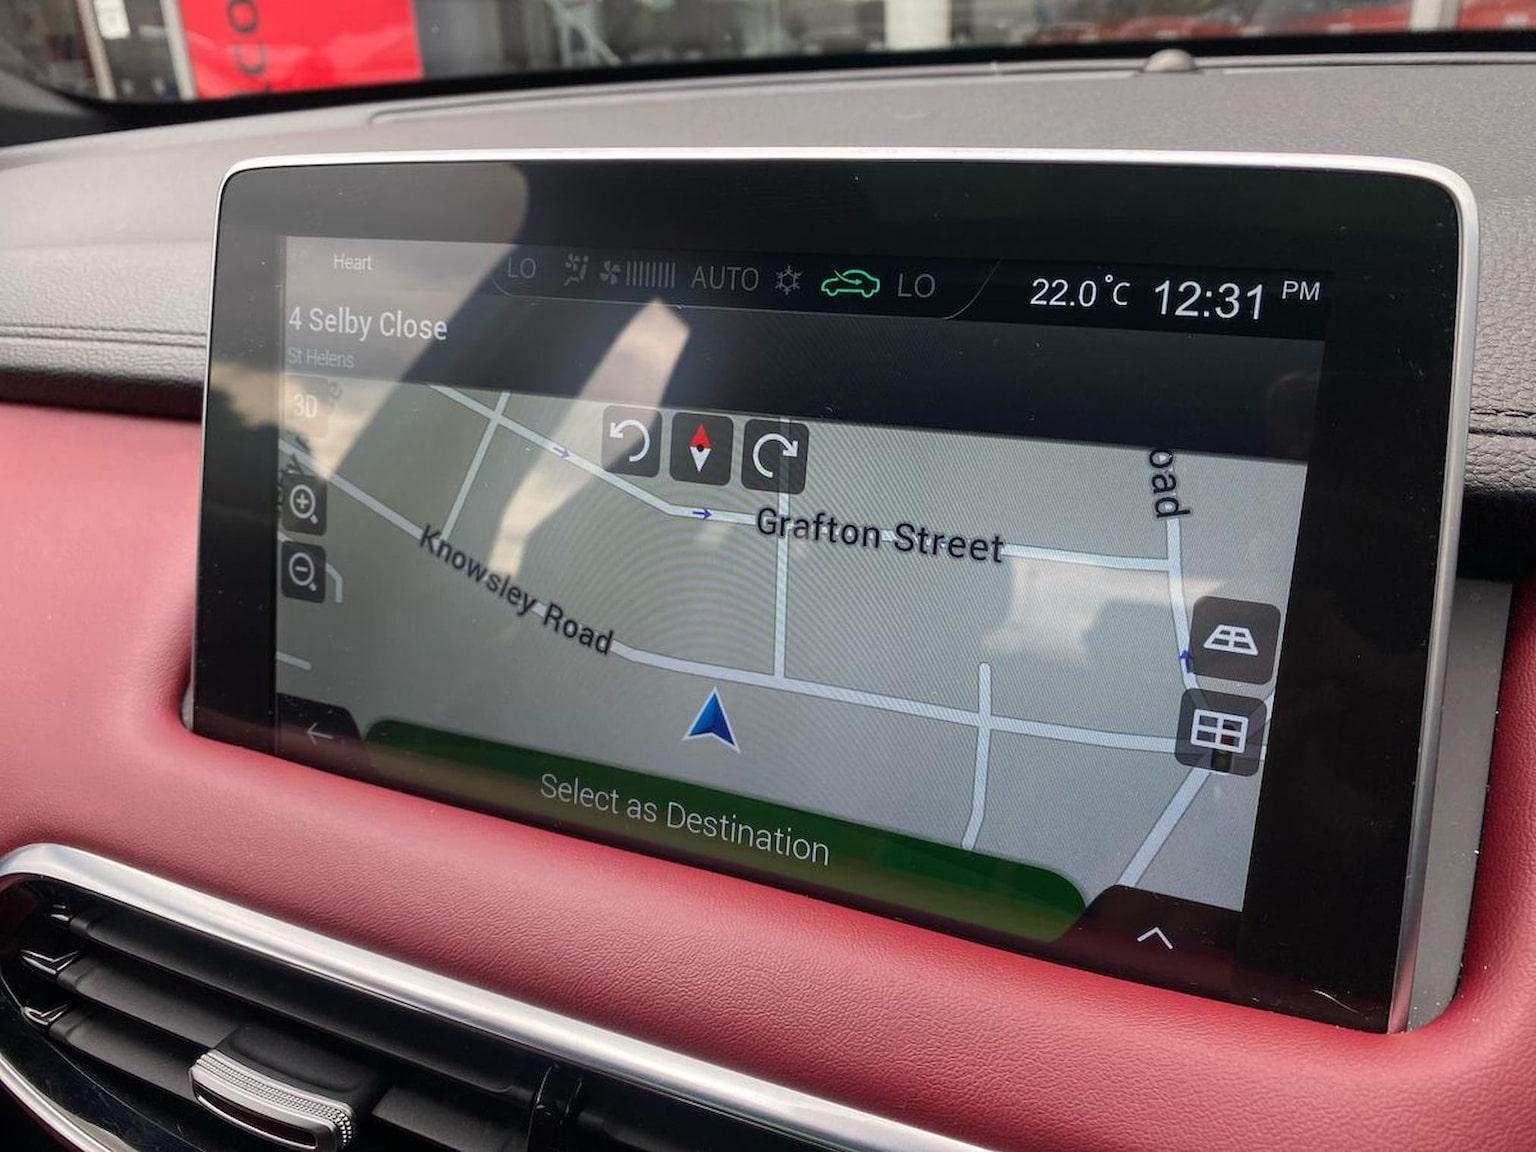 Heart
LO AUTO LO
22.0°C 12:31 PM
4 Selby Close
St Helens
3D
Grafton Street
Knowsley Road
oad
Select as Destination